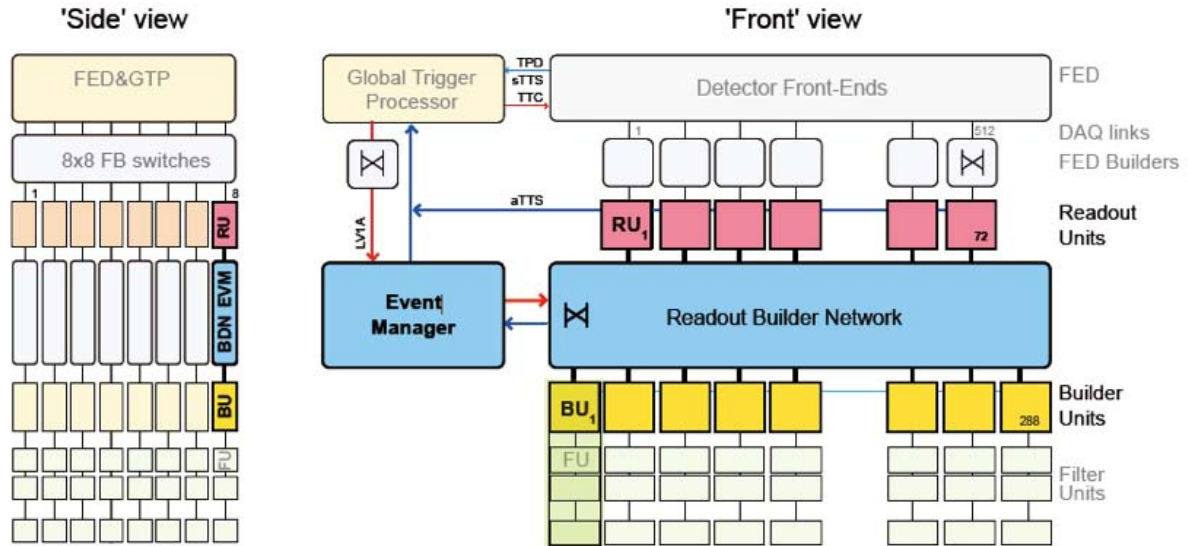 'Side' view
'Front' view
FED&GTP
Global Trigger
Processor
TPD
sTTS
TTC
Detector Front-Ends
FED
8x8 FB switches
1
512
DAQ links
FED Builders
1
8
RU
LV1A
aTTS
RU1
72
Readout
Units
BDN EVM
Event
Manager
Readout Builder Network
BU
BU1
288
Builder
Units
FU
FU
Filter
Units